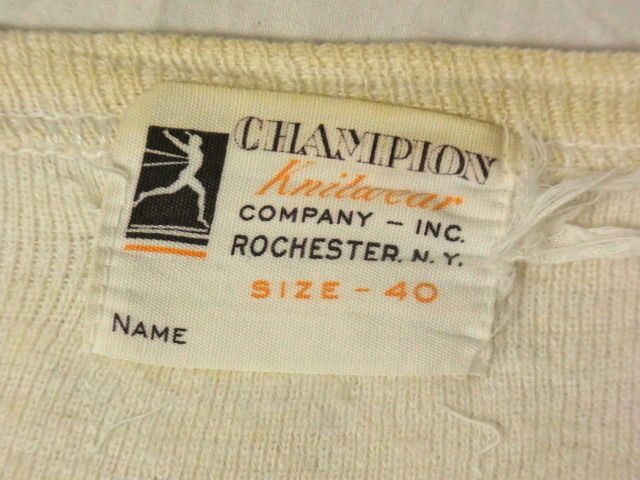 CHAMPION
Knitwear
COMPANY - INC.
ROCHESTER. N. Y.
SIZE - 40
NAME